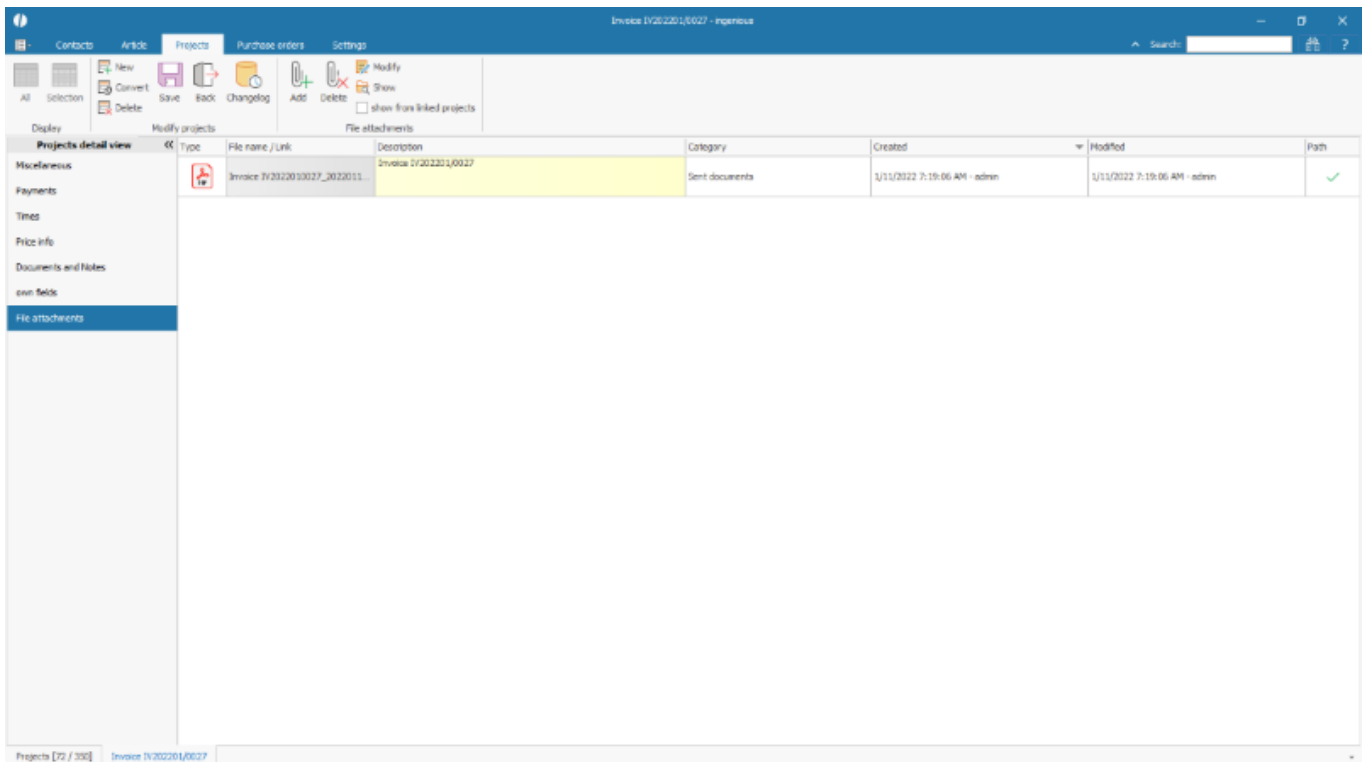 Invoice IV202201/0027 - ingenious
Contacts Article Projects Purchase orders Settings Search: ?
All Selection New Convert Delete Save Back Changelog Add Delete Modify Show show from linked projects
Display Modify projects File attachments
Projects detail view Type File name / Link Description Category Created Modified Path
Miscellaneous
Payments
Times
Price info
Documents and Notes
own fields
File attachments
Invoice IV2022010027_2022011... Invoice IV202201/0027 Sent documents 1/11/2022 7:19:06 AM - admin 1/11/2022 7:19:06 AM - admin
Projects [72 / 350] Invoice IV202201/0027